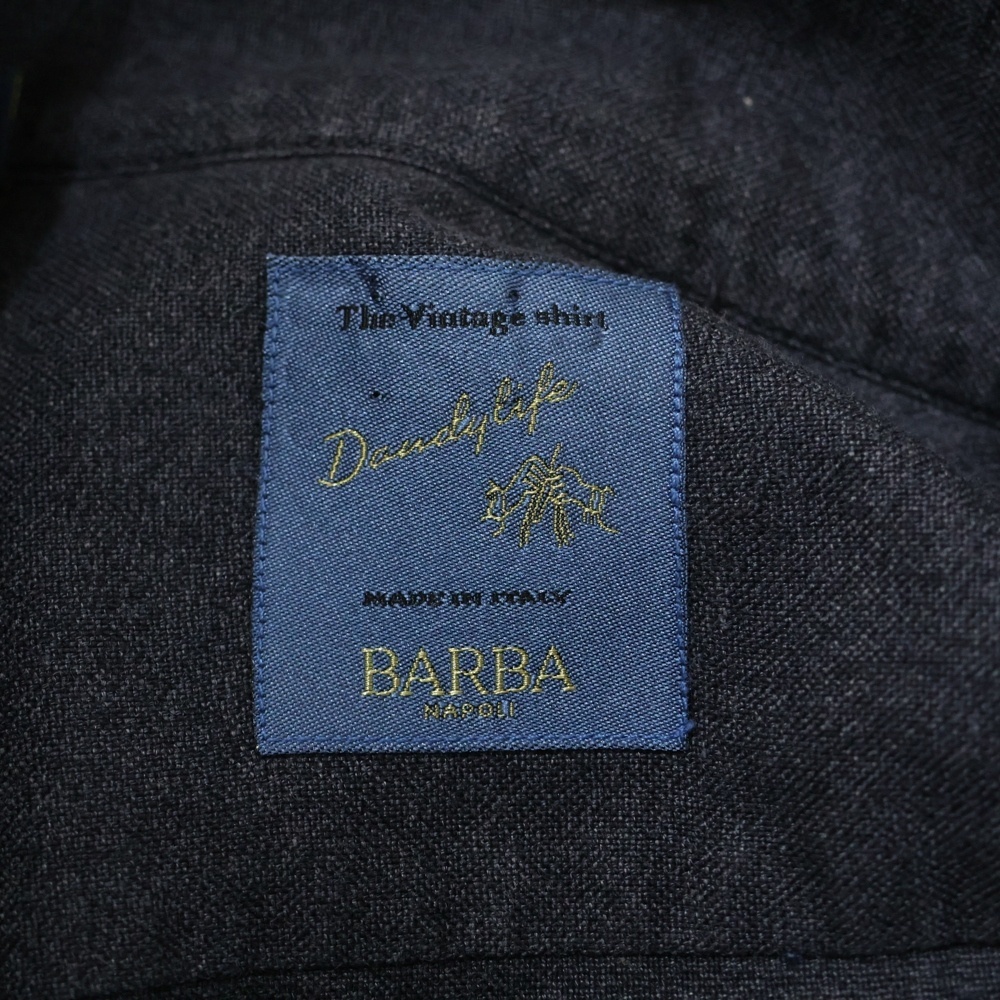 The Vintage shirt
Dandylife
MADE IN ITALY
BARBA
NAPOLI